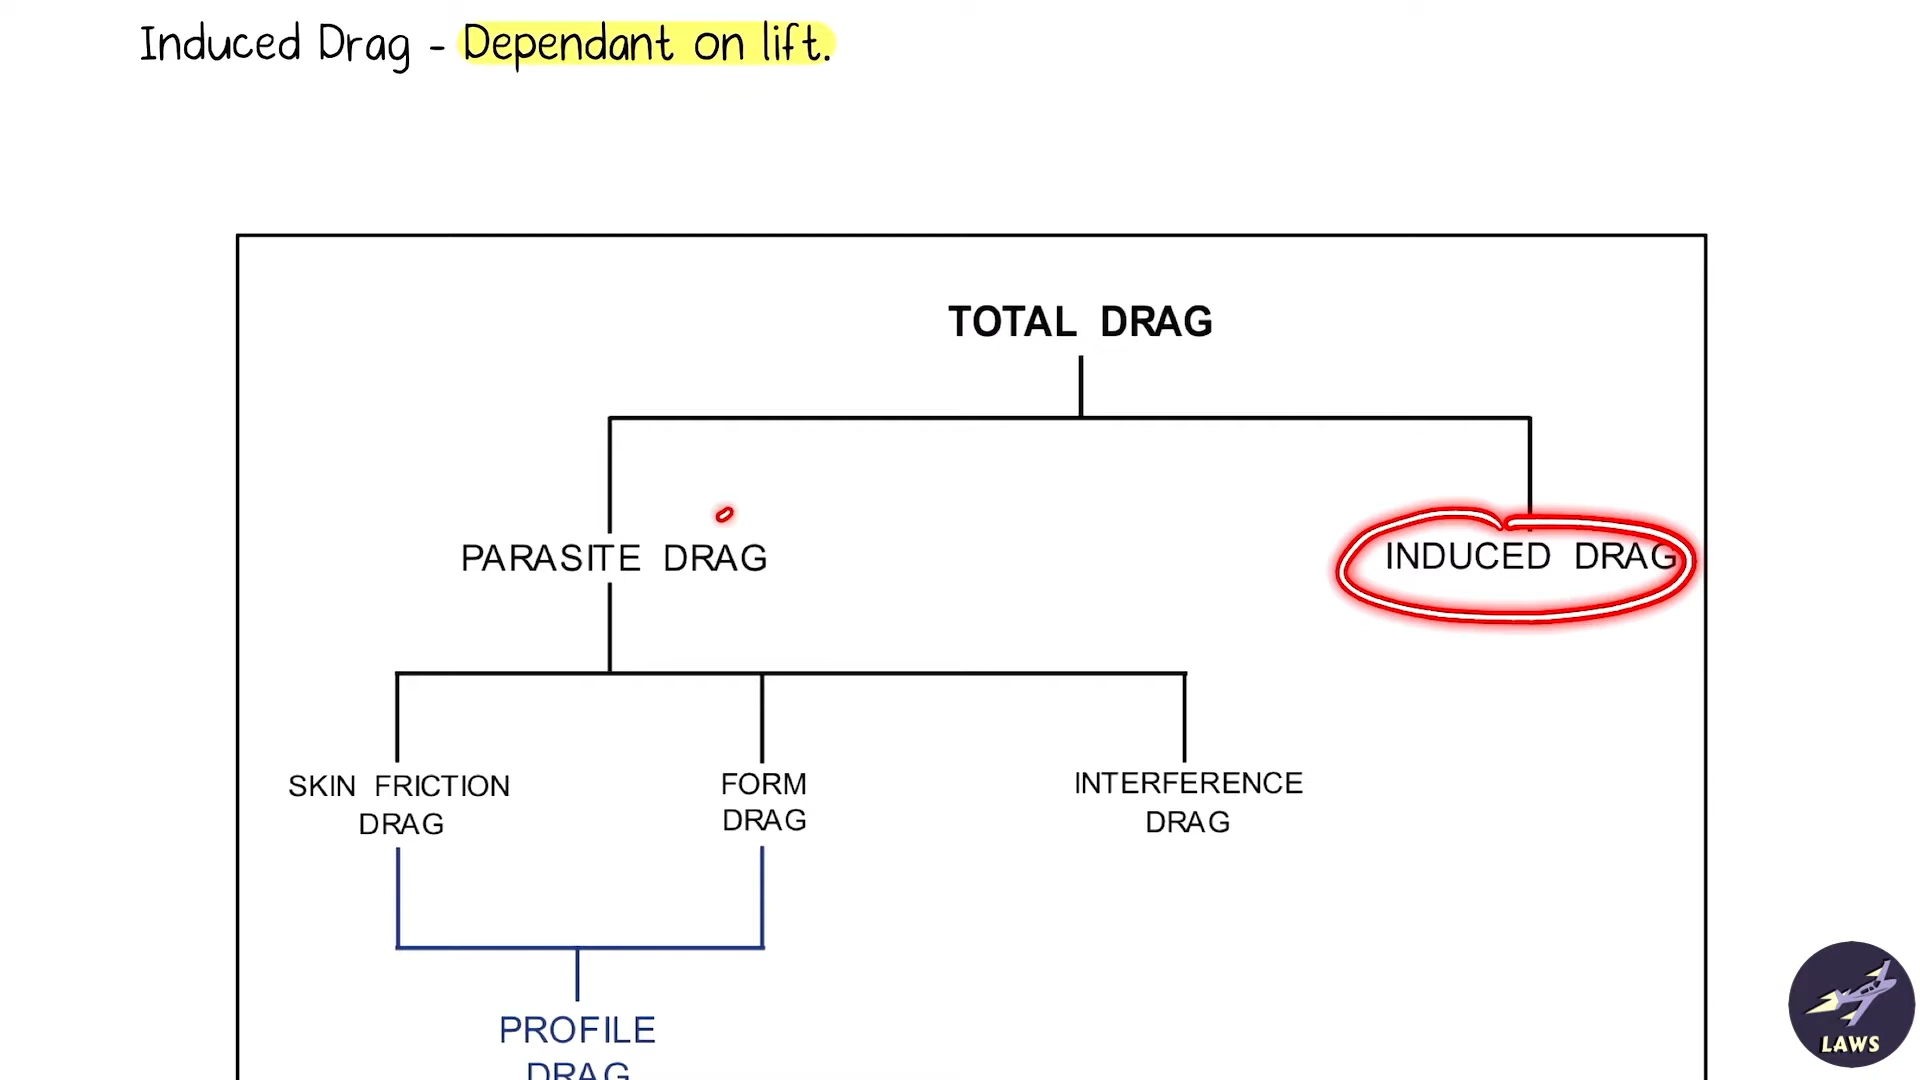 Induced Drag - Dependant on lift.
TOTAL DRAG
PARASITE DRAG
INDUCED DRAG
SKIN FRICTION
DRAG
FORM
DRAG
INTERFERENCE
DRAG
PROFILE
DRAG
LAWS